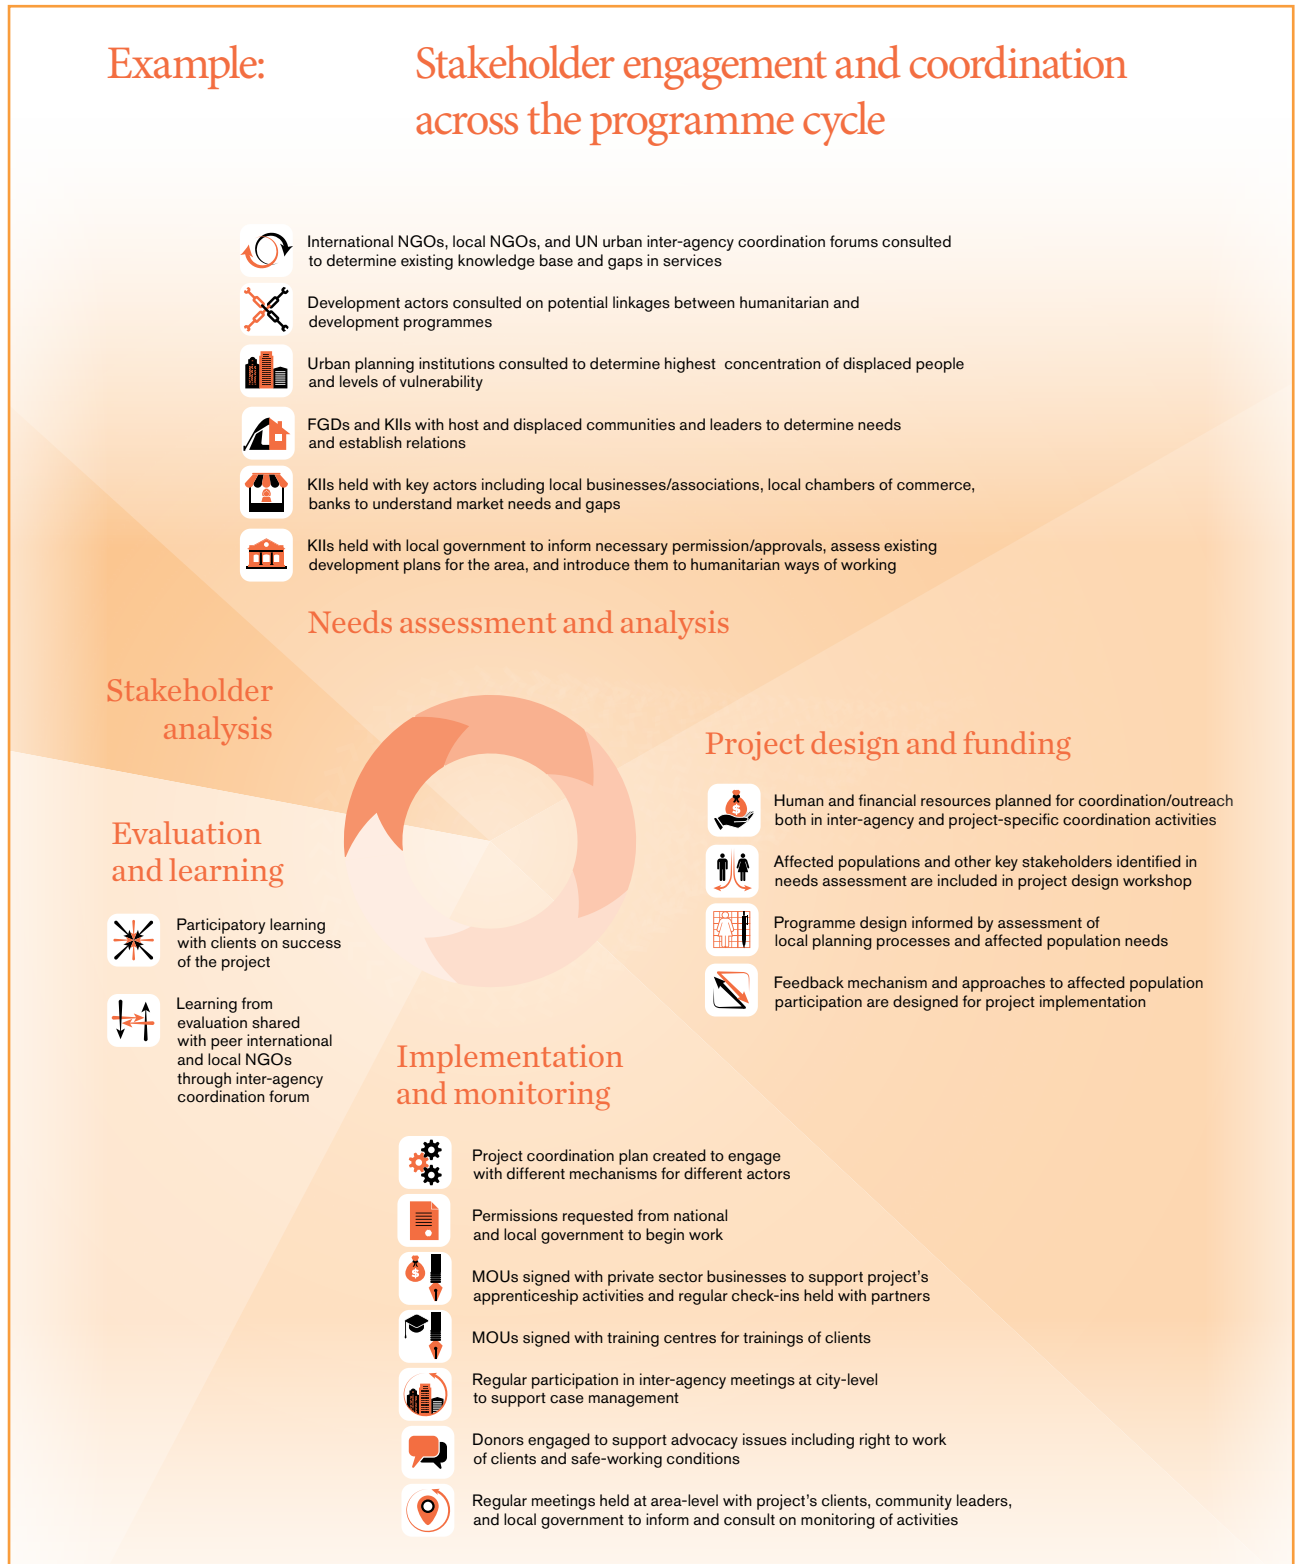 Example:
Stakeholder engagement and coordination
across the programme cycle
International NGOs, local NGOs, and UN urban inter-agency coordination forums consulted
to determine existing knowledge base and gaps in services
Development actors consulted on potential linkages between humanitarian and
development programmes
Urban planning institutions consulted to determine highest concentration of displaced people
and levels of vulnerability
FGDs and KIIs with host and displaced communities and leaders to determine needs
and establish relations
KIIs held with key actors including local businesses/associations, local chambers of commerce,
banks to understand market needs and gaps
KIIs held with local government to inform necessary permission/approvals, assess existing
development plans for the area, and introduce them to humanitarian ways of working
Needs assessment and analysis
Stakeholder
analysis
Project design and funding
Human and financial resources planned for coordination/outreach
both in inter-agency and project-specific coordination activities
Affected populations and other key stakeholders identified in
needs assessment are included in project design workshop
Programme design informed by assessment of
local planning processes and affected population needs
Feedback mechanism and approaches to affected population
participation are designed for project implementation
Evaluation
and learning
Participatory learning
with clients on success
of the project
Learning from
evaluation shared
with peer international
and local NGOs
through inter-agency
coordination forum
Implementation
and monitoring
Project coordination plan created to engage
with different mechanisms for different actors
Permissions requested from national
and local government to begin work
MOUs signed with private sector businesses to support project's
apprenticeship activities and regular check-ins held with partners
MOUs signed with training centres for trainings of clients
Regular participation in inter-agency meetings at city-level
to support case management
Donors engaged to support advocacy issues including right to work
of clients and safe-working conditions
Regular meetings held at area-level with project's clients, community leaders,
and local government to inform and consult on monitoring of activities